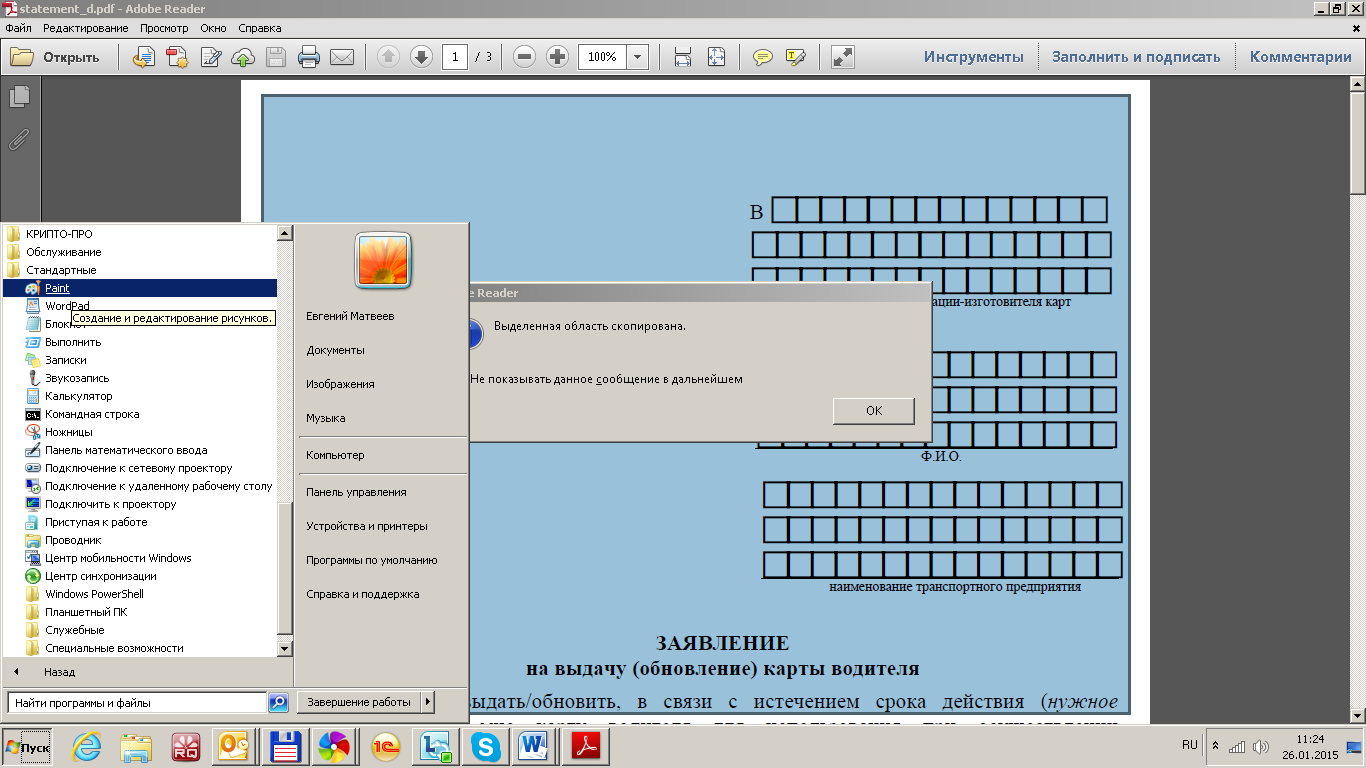 statement_d.pdf - Adobe Reader
Файл Редактирование Просмотр Окно Справка
Открыть 1 / 3 100% Инструменты Заполнить и подписать Комментарии
В
ации-изготовителя карт
Ф.И.О.
наименование транспортного предприятия
ЗАЯВЛЕНИЕ
на выдачу (обновление) карты водителя
ыдать/обновить, в связи с истечением срока действия (нужное
e Reader
Выделенная область скопирована.
Не показывать данное сообщение в дальнейшем
OK
КРИПТО-ПРО
Обслуживание
Стандартные
Paint
WordPad
Создание и редактирование рисунков.
Выполнить
Записки
Звукозапись
Калькулятор
Командная строка
Ножницы
Панель математического ввода
Подключение к сетевому проектору
Подключение к удаленному рабочему столу
Подключить к проектору
Приступая к работе
Проводник
Центр мобильности Windows
Центр синхронизации
Windows PowerShell
Планшетный ПК
Служебные
Специальные возможности
Назад
Найти программы и файлы
Евгений Матвеев
Документы
Изображения
Музыка
Компьютер
Панель управления
Устройства и принтеры
Программы по умолчанию
Справка и поддержка
Завершение работы
Пуск
RU
11:24
26.01.2015